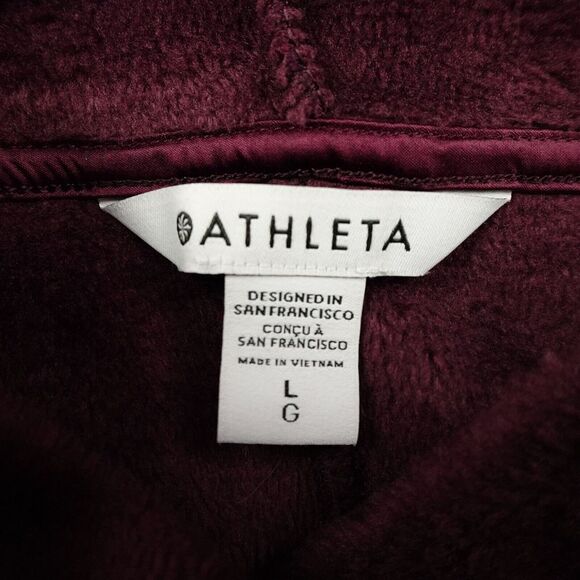 ATHLETA
DESIGNED IN
SAN FRANCISCO
CONÇU À
SAN FRANCISCO
MADE IN VIETNAM
L
G